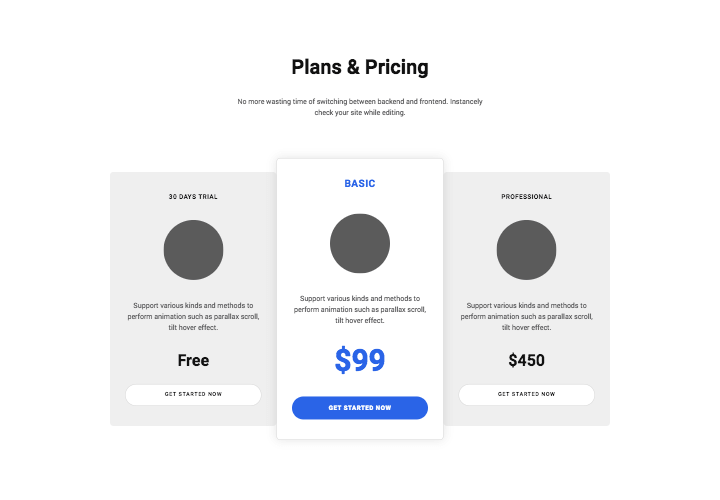 Plans & Pricing
No more wasting time of switching between backend and frontend. Instancely
check your site while editing.
30 DAYS TRIAL
Support various kinds and methods to
perform animation such as parallax scroll,
tilt hover effect.
Free
GET STARTED NOW
BASIC
Support various kinds and methods to
perform animation such as parallax scroll,
tilt hover effect.
$99
GET STARTED NOW
PROFESSIONAL
Support various kinds and methods to
perform animation such as parallax scroll,
tilt hover effect.
$450
GET STARTED NOW